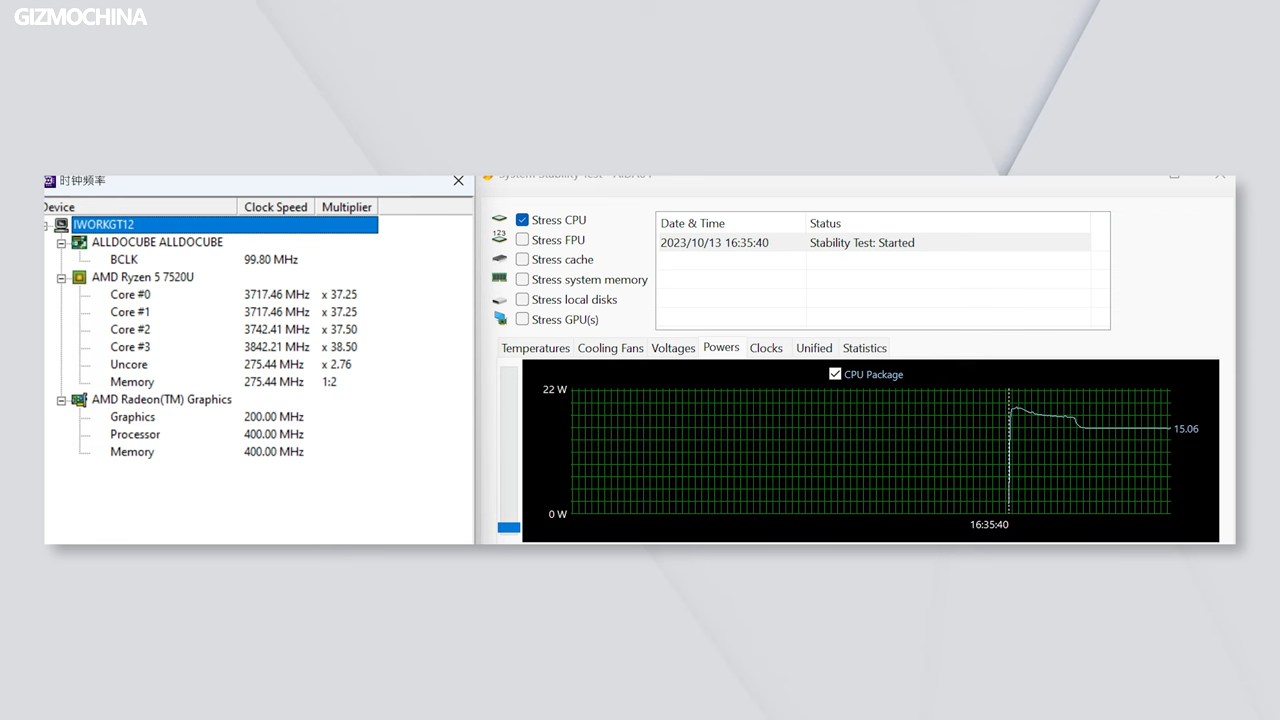 GIZMOCHINA
时钟频率
Device Clock Speed Multiplier
IWORKGT12
ALLDOCUBE ALLDOCUBE
BCLK 99.80 MHz
AMD Ryzen 5 7520U
Core #0 3717.46 MHz x 37.25
Core #1 3717.46 MHz x 37.25
Core #2 3742.41 MHz x 37.50
Core #3 3842.21 MHz x 38.50
Uncore 275.44 MHz x 2.76
Memory 275.44 MHz 1:2
AMD Radeon(TM) Graphics
Graphics 200.00 MHz
Processor 400.00 MHz
Memory 400.00 MHz
Stress CPU
123
Stress FPU
Stress cache
Stress system memory
Stress local disks
Stress GPU(s)
Date & Time Status
2023/10/13 16:35:40 Stability Test: Started
Temperatures Cooling Fans Voltages Powers Clocks Unified Statistics
CPU Package
22 W
15.06
0 W
16:35:40